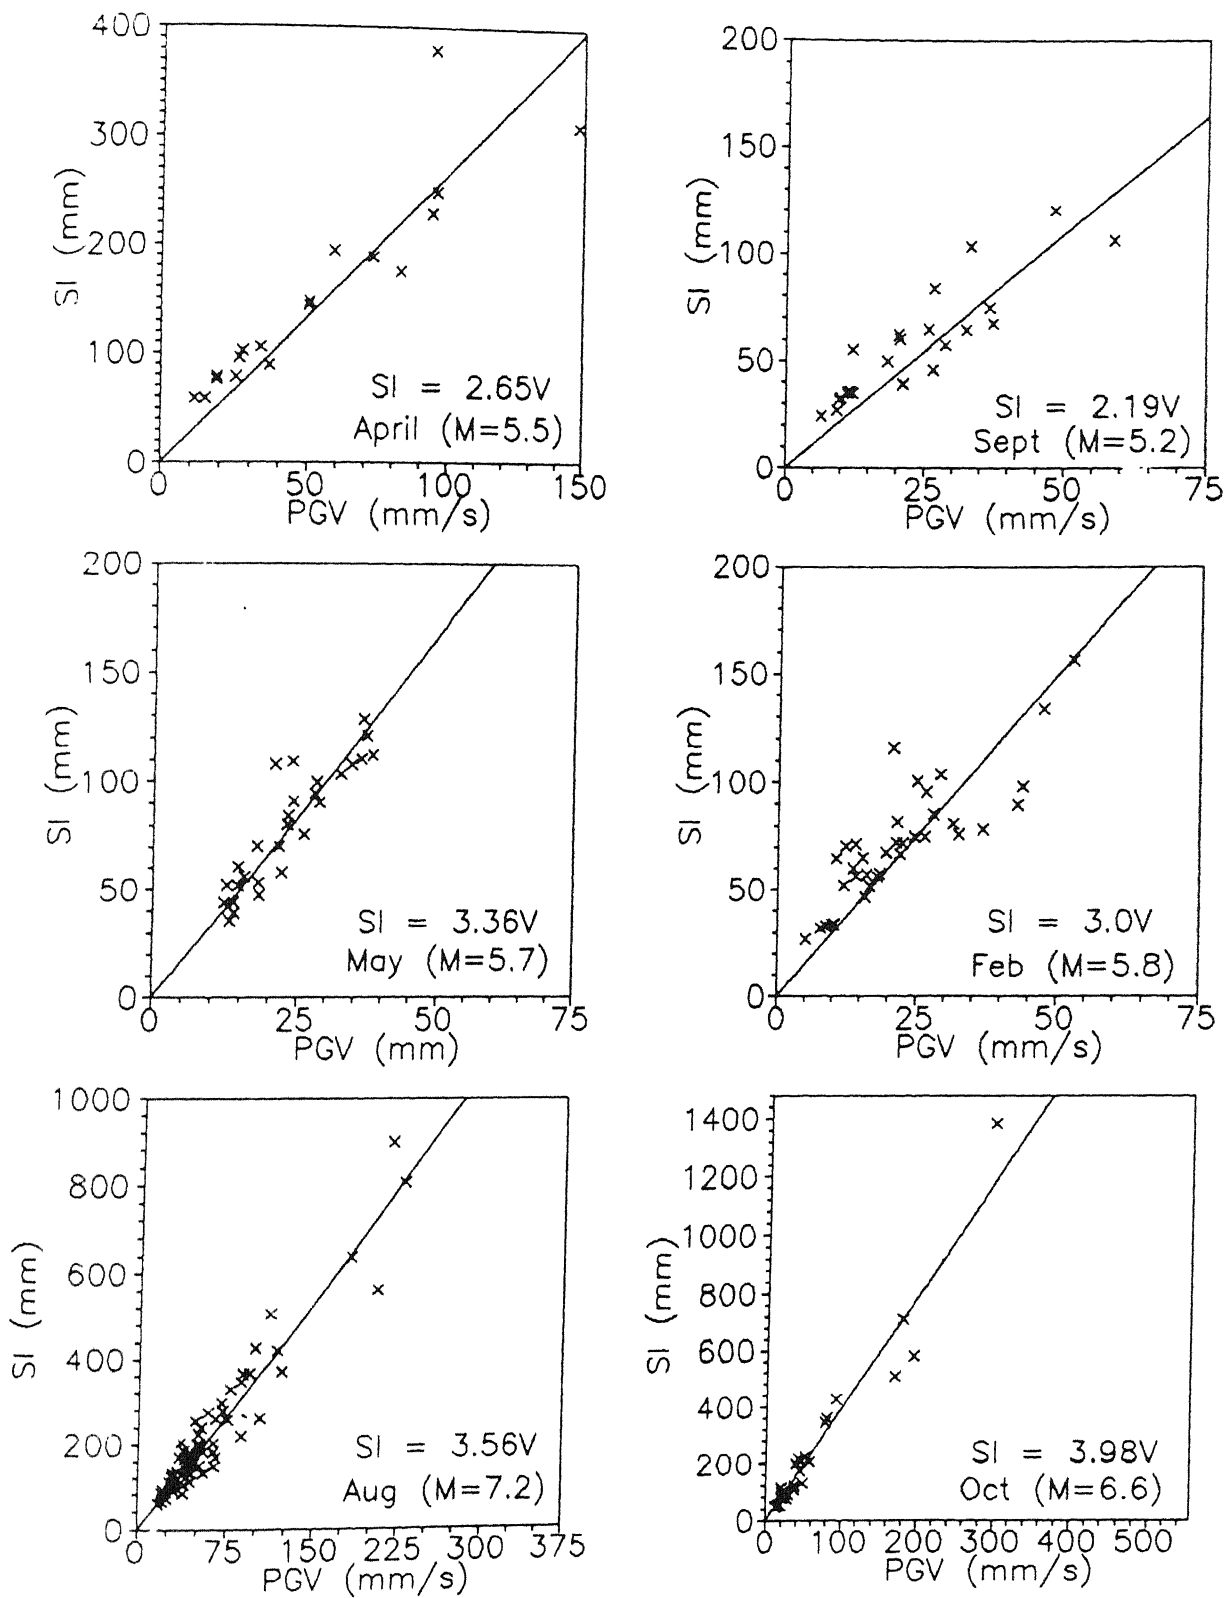 400
300
200
100
0
SI (mm)
SI = 2.65V
April (M=5.5)
0 50 100 150
PGV (mm/s)
200
150
100
50
0
SI (mm)
SI = 2.19V
Sept (M=5.2)
0 25 50 75
PGV (mm/s)
200
150
100
50
0
SI (mm)
SI = 3.36V
May (M=5.7)
0 25 50 75
PGV (mm)
200
150
100
50
0
SI (mm)
SI = 3.0V
Feb (M=5.8)
0 25 50 75
PGV (mm/s)
1000
800
600
400
200
0
SI (mm)
SI = 3.56V
Aug (M=7.2)
0 75 150 225 300 375
PGV (mm/s)
1400
1200
1000
800
600
400
200
0
SI (mm)
SI = 3.98V
Oct (M=6.6)
0 100 200 300 400 500
PGV (mm/s)